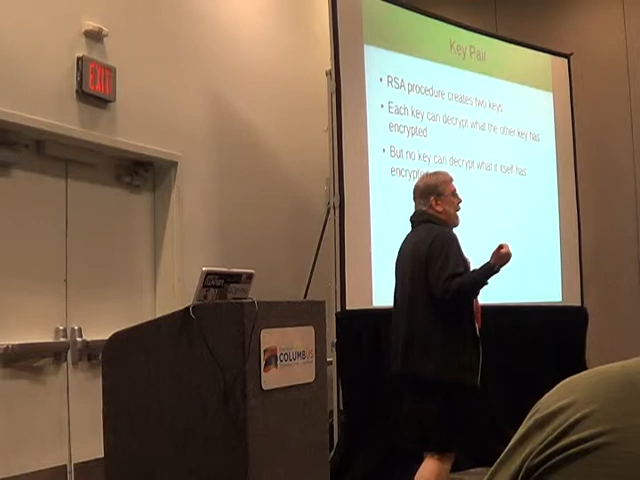 EXIT
Key Pair
• RSA procedure creates two keys
• Each key can decrypt what the other key has
encrypted
• But no key can decrypt what it itself has
encrypted
COLUMBUS